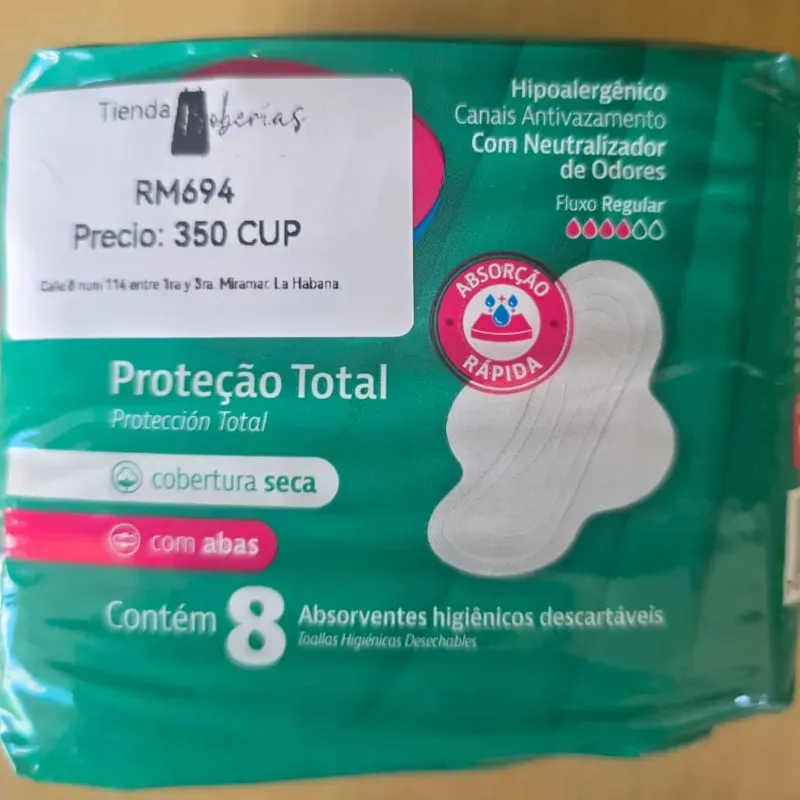 Tienda Moberías
RM694
Precio: 350 CUP
Calle 8 num 114 entre 1ra y 3ra. Miramar. La Habana.
Hipoalergênico
Canais Antivazamento
Com Neutralizador
de Odores
Fluxo Regular
ABSORÇÃO
RÁPIDA
Proteção Total
Protección Total
cobertura seca
com abas
Contém 8 Absorventes higiênicos descartáveis
Toallas Higiénicas Desechables